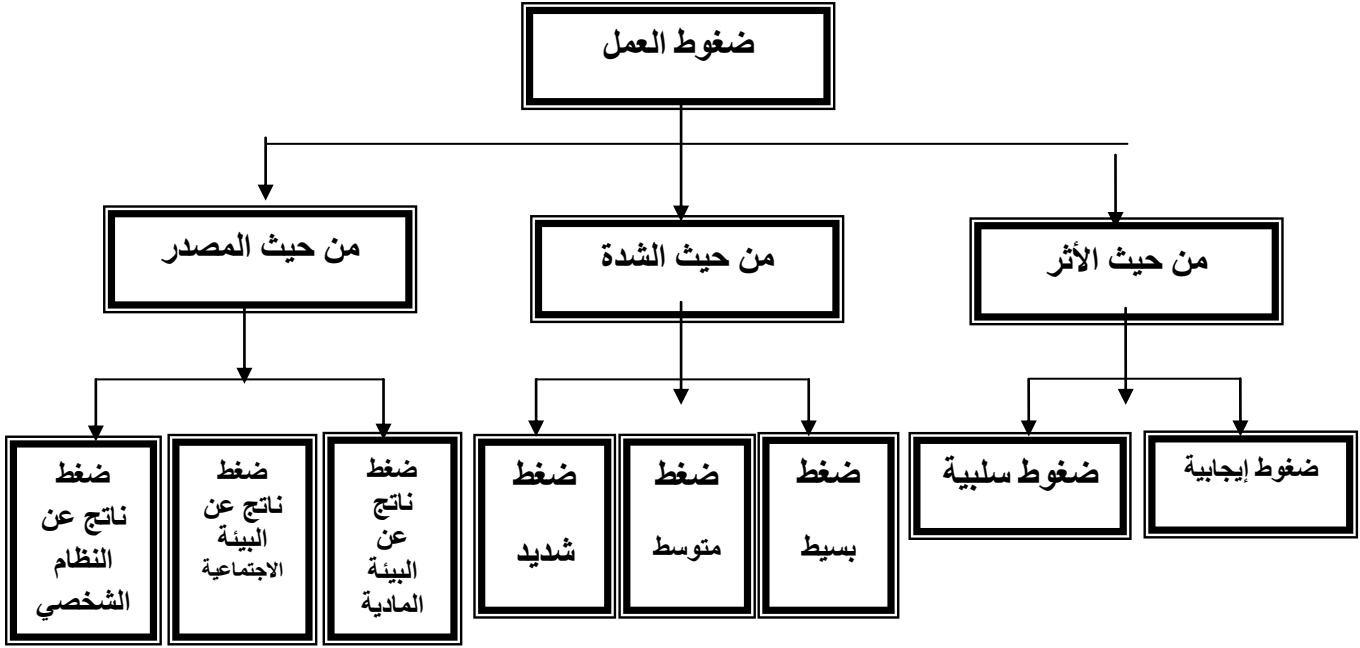 ضغوط العمل
من حيث الأثر
من حيث الشدة
من حيث المصدر
ضغوط إيجابية
ضغوط سلبية
ضغط
بسيط
ضغط
متوسط
ضغط
شديد
ضغط
ناتج
عن
البيئة
المادية
ضغط
ناتج عن
البيئة
الاجتماعية
ضغط
ناتج عن
النظام
الشخصي